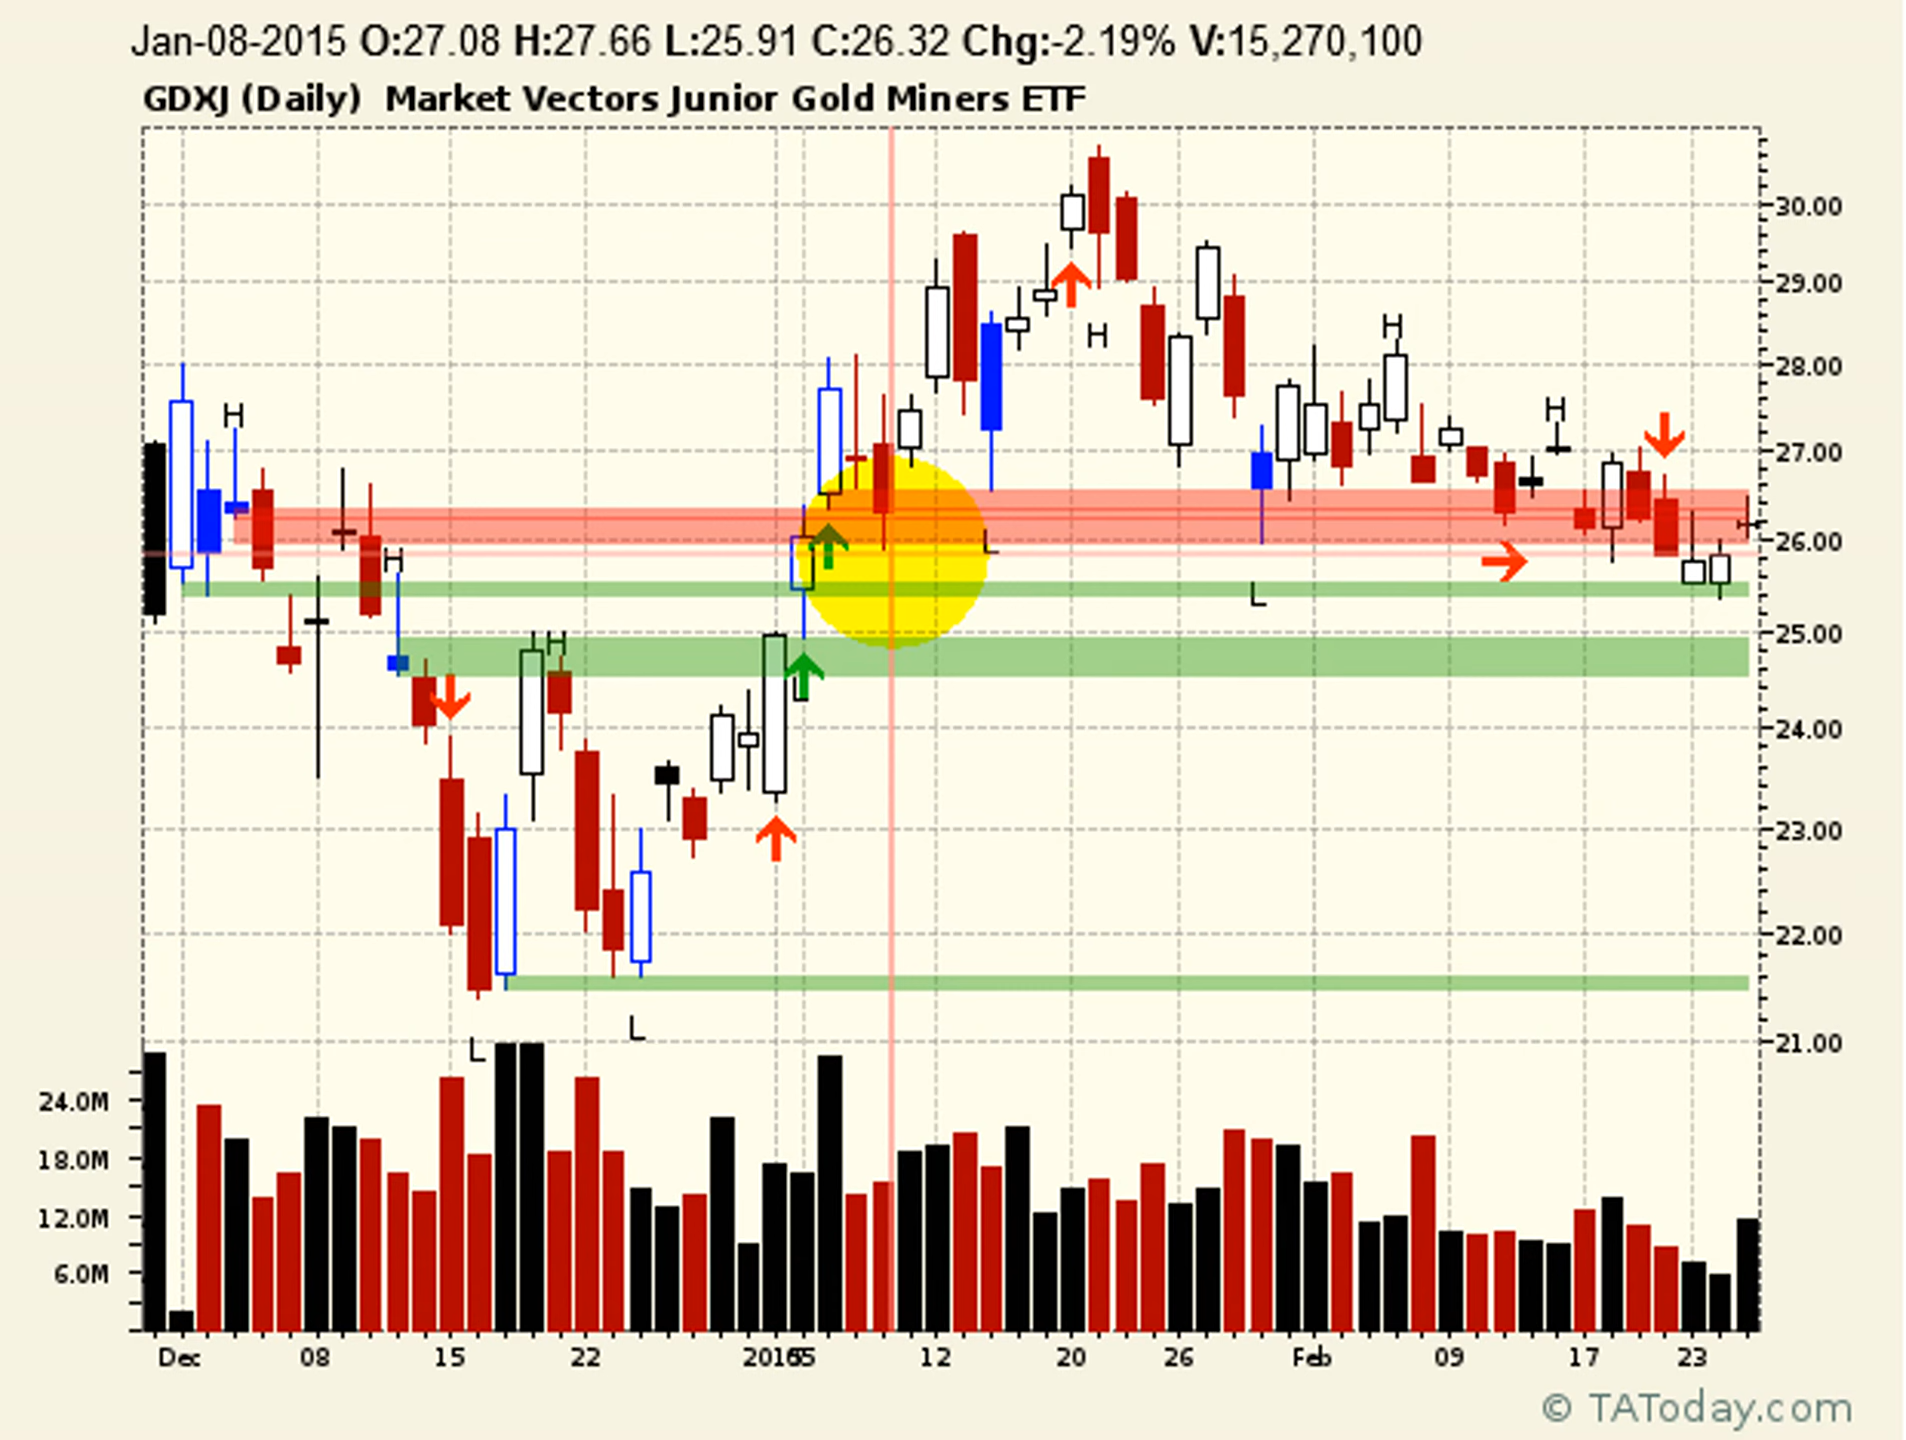 Jan-08-2015 O:27.08 H:27.66 L:25.91 C:26.32 Chg:-2.19% V:15,270,100
GDXJ (Daily) Market Vectors Junior Gold Miners ETF
30.00
29.00
H
H
28.00
H
H
27.00
L
26.00
H
L
25.00
H
L
24.00
23.00
22.00
L
L
21.00
24.0M
18.0M
12.0M
6.0M
Dec 08 15 22 12 20 26 Feb 09 17 23
© TAToday.com